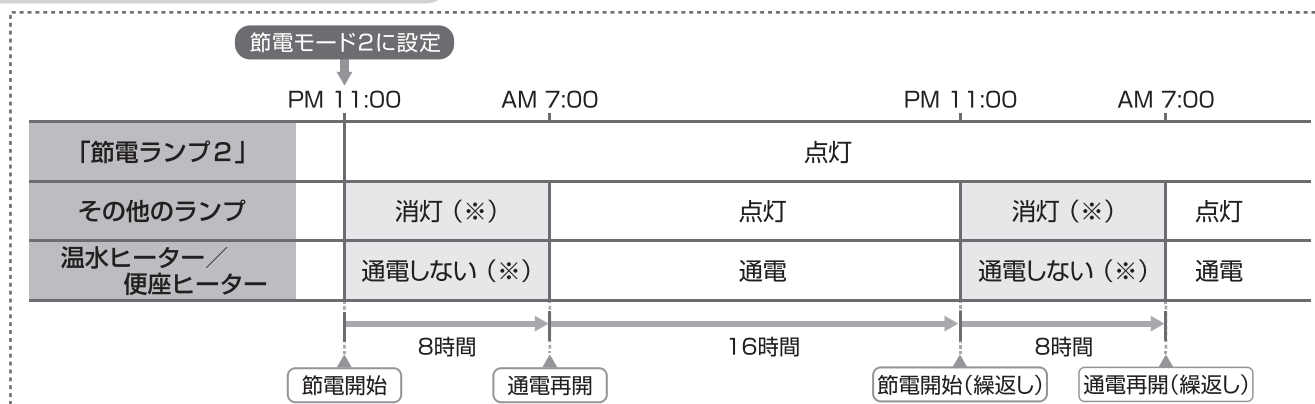 節電モード2に設定
PM 11:00 AM 7:00 PM 11:00 AM 7:00
「節電ランプ2」 点灯
その他のランプ 消灯（※） 点灯 消灯（※） 点灯
温水ヒーター／
便座ヒーター 通電しない（※） 通電 通電しない（※） 通電
8時間 16時間 8時間
節電開始 通電再開 節電開始(繰返し) 通電再開(繰返し)